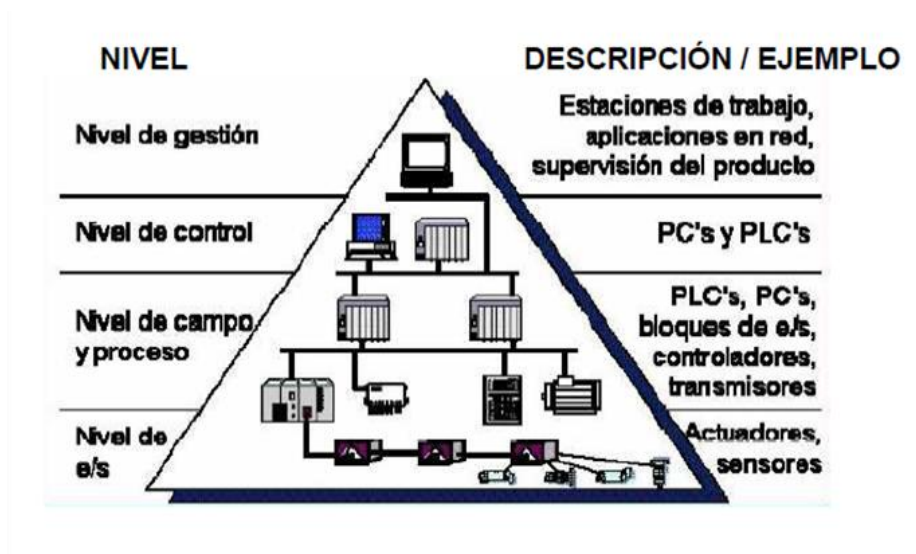 NIVEL
DESCRIPCIÓN / EJEMPLO
Nivel de gestión
Estaciones de trabajo,
aplicaciones en red,
supervisión del producto
Nivel de control
PC's y PLC's
Nivel de campo
y proceso
PLC's, PC's,
bloques de e/s,
controladores,
transmisores
Nivel de
e/s
Actuadores,
sensores